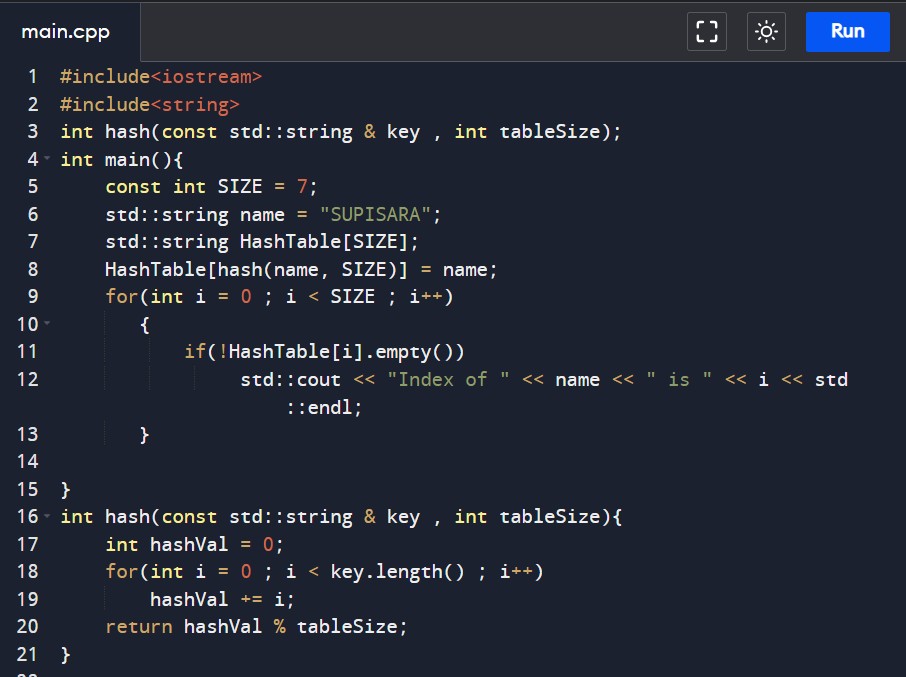 main.cpp
Run
1 #include<iostream>
2 #include<string>
3 int hash(const std::string & key , int tableSize);
4 int main(){
5 const int SIZE = 7;
6 std::string name = "SUPISARA";
7 std::string HashTable[SIZE];
8 HashTable[hash(name, SIZE)] = name;
9 for(int i = 0 ; i < SIZE ; i++)
10 {
11 if(!HashTable[i].empty())
12 std::cout << "Index of " << name << " is " << i << std
::endl;
13 }
14
15 }
16 int hash(const std::string & key , int tableSize){
17 int hashVal = 0;
18 for(int i = 0 ; i < key.length() ; i++)
19 hashVal += i;
20 return hashVal % tableSize;
21 }